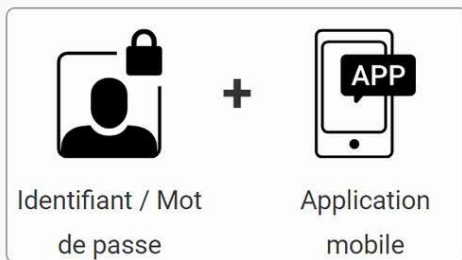 APP
Identifiant / Mot
de passe
Application
mobile